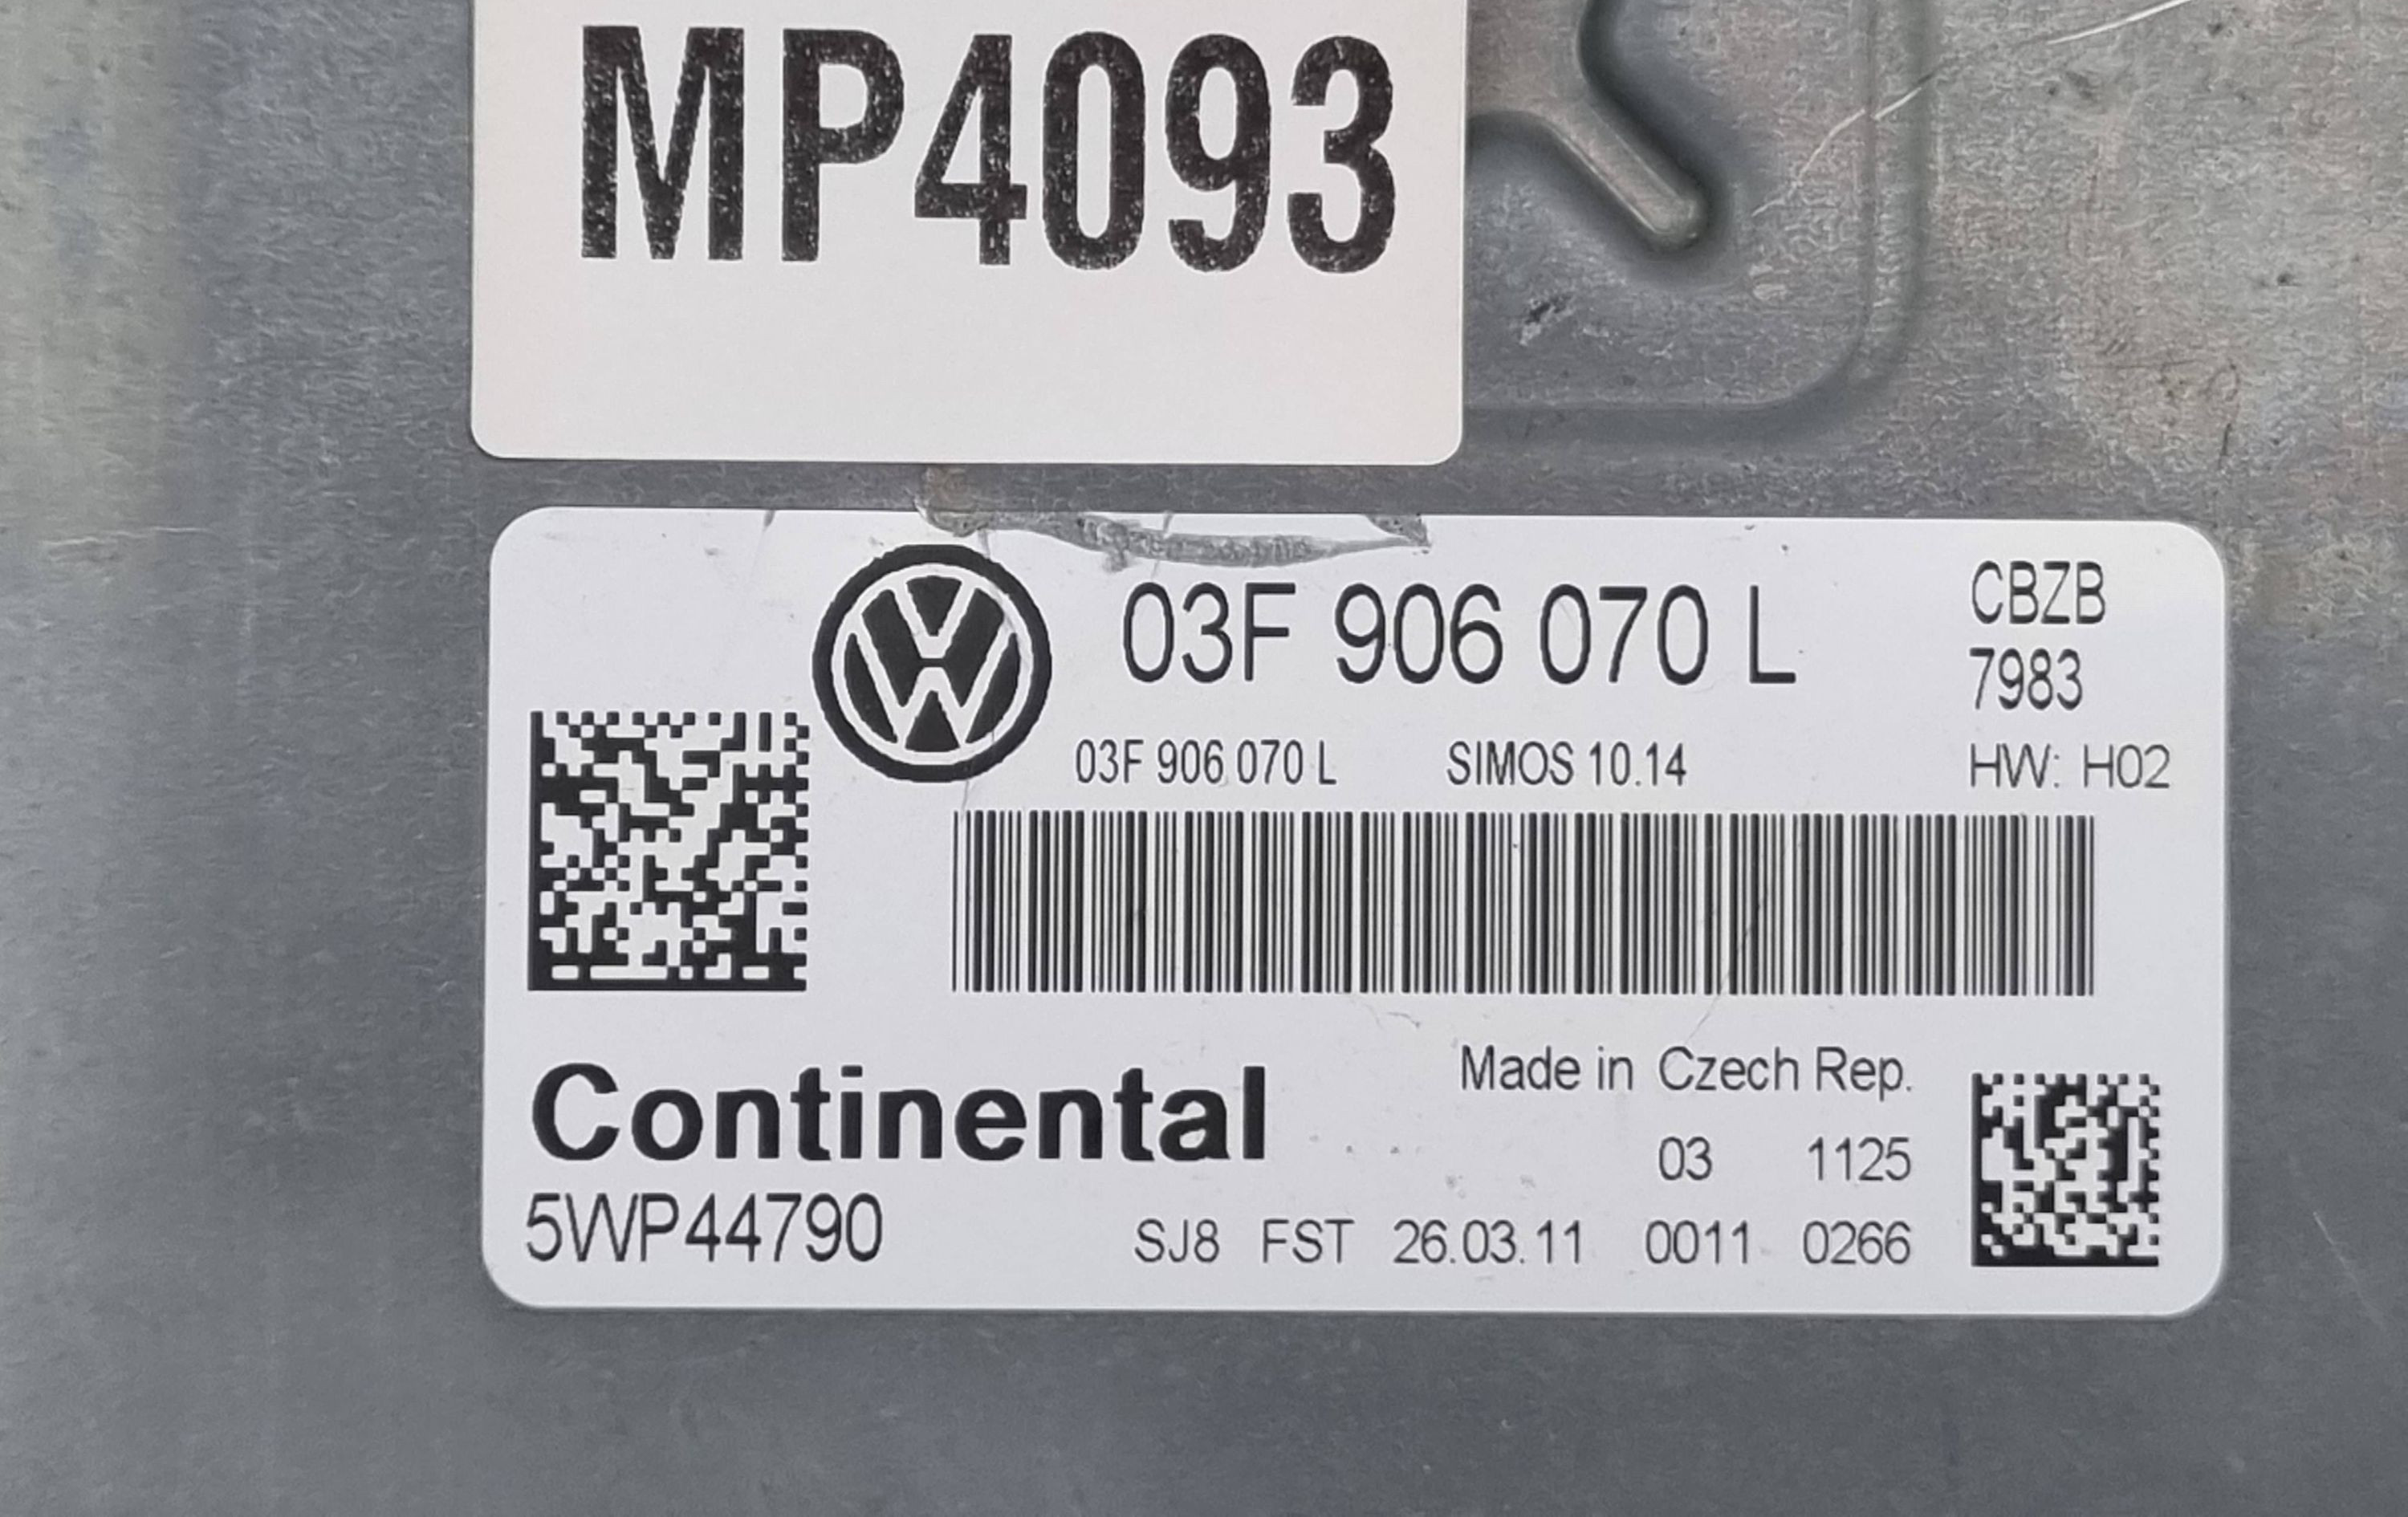 MP4093
03F 906 070 L
CBZB
7983
03F 906 070 L SIMOS 10.14 HW: H02
Continental
Made in Czech Rep.
03 1125
5WP44790 SJ8 FST 26.03.11 0011 0266